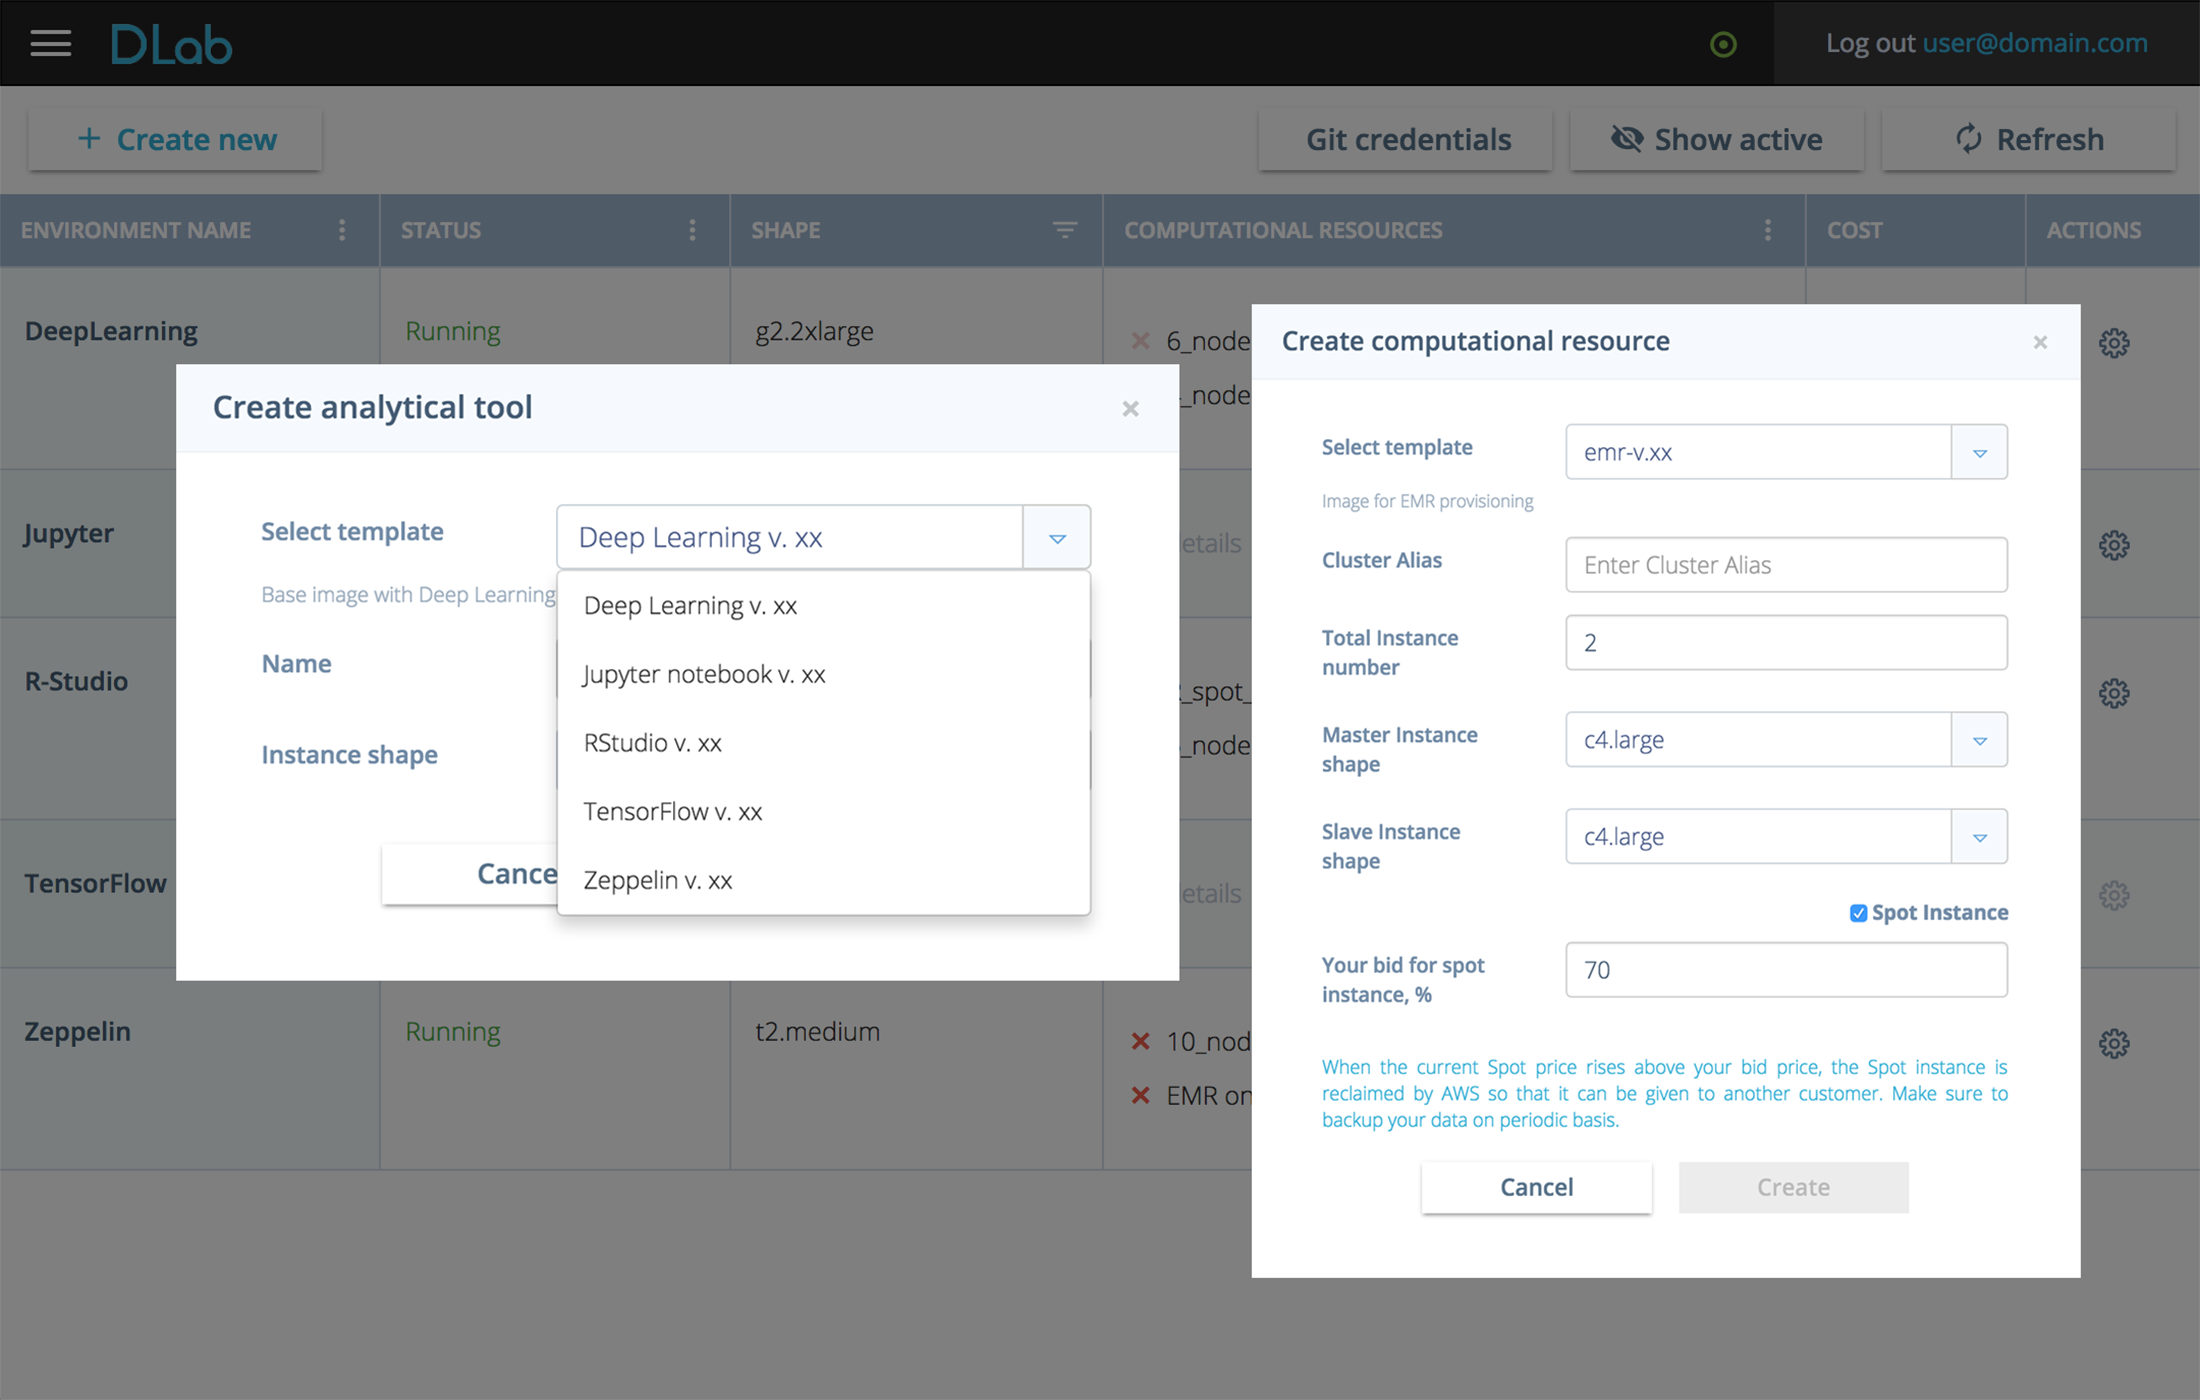 DLab
Log out user@domain.com
+ Create new
Git credentials
Show active
Refresh
ENVIRONMENT NAME
STATUS
SHAPE
COMPUTATIONAL RESOURCES
COST
ACTIONS
DeepLearning
Running
g2.2xlarge
6_node
_node
Jupyter
etails
R-Studio
_spot_
_node
TensorFlow
etails
Zeppelin
Running
t2.medium
10_nod
EMR on
Create analytical tool
Select template
Deep Learning v. xx
Base image with Deep Learning
Name
Instance shape
Deep Learning v. xx
Jupyter notebook v. xx
RStudio v. xx
TensorFlow v. xx
Zeppelin v. xx
Cance
Create computational resource
Select template
emr-v.xx
Image for EMR provisioning
Cluster Alias
Enter Cluster Alias
Total Instance
number
2
Master Instance
shape
c4.large
Slave Instance
shape
c4.large
Spot Instance
Your bid for spot
instance, %
70
When the current Spot price rises above your bid price, the Spot instance is
reclaimed by AWS so that it can be given to another customer. Make sure to
backup your data on periodic basis.
Cancel
Create